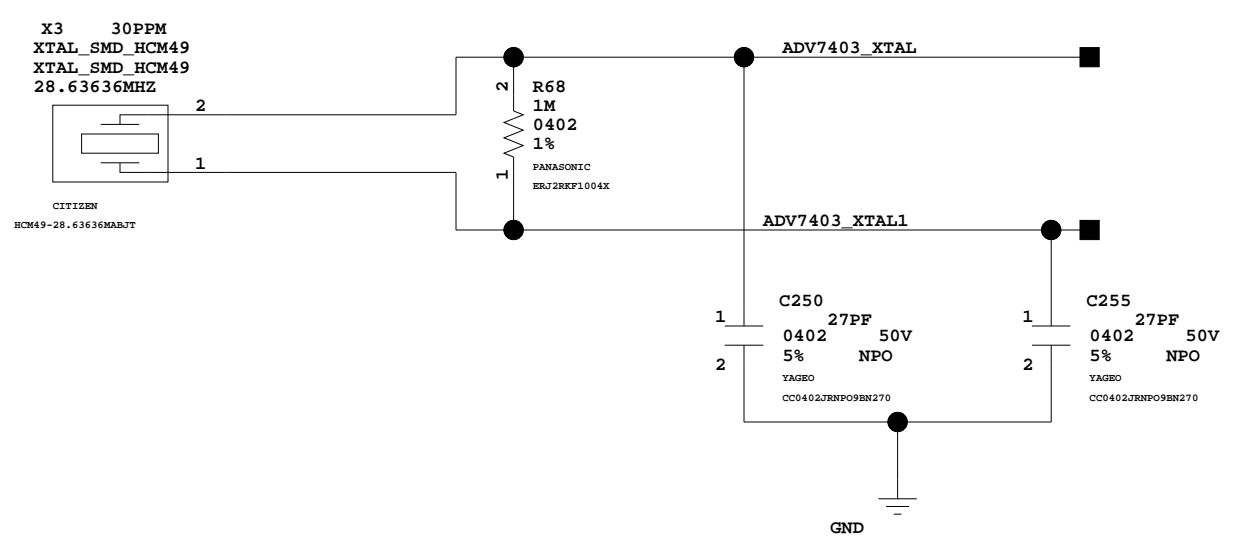 X3 30PPM
XTAL_SMD_HCM49
XTAL_SMD_HCM49
28.63636MHZ
2
1
CITIZEN
HCM49-28.63636MABJT
2
R68
1M
0402
1%
PANASONIC
ERJ2RKF1004X
1
ADV7403_XTAL
ADV7403_XTAL1
C250
1
27PF
0402 50V
5% NPO
2
YAGEO
CC0402JRNPO9BN270
C255
1
27PF
0402 50V
5% NPO
2
YAGEO
CC0402JRNPO9BN270
GND